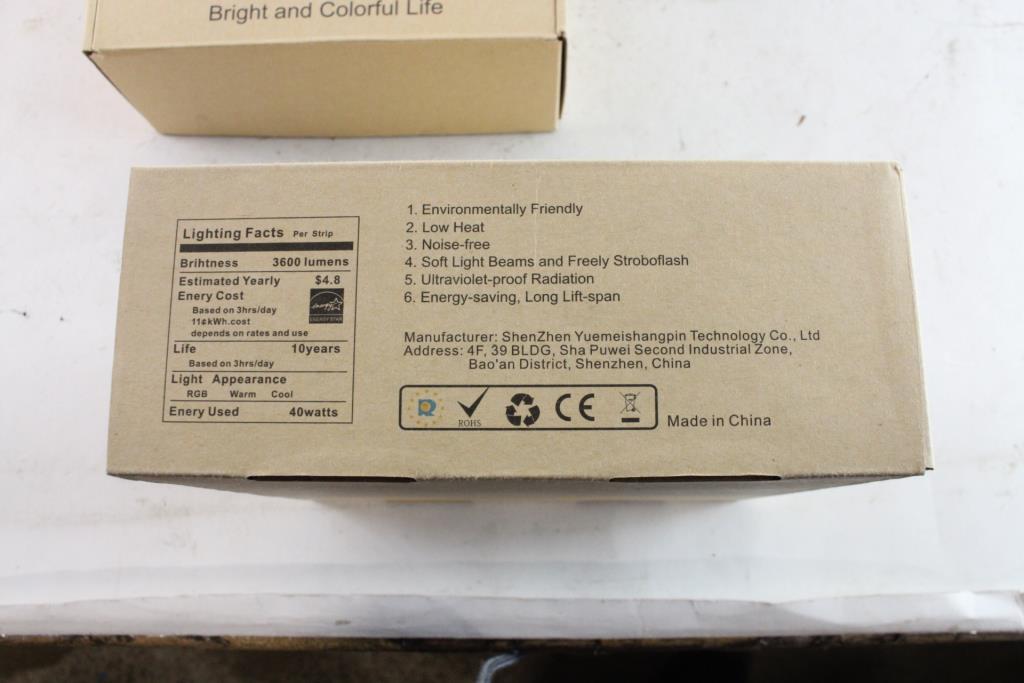 Bright and Colorful Life
Lighting Facts Per Strip
Brihtness 3600 lumens
Estimated Yearly $4.8
Enery Cost
Based on 3hrs/day
11¢kWh.cost
depends on rates and use
ENERGY STAR
Life 10years
Based on 3hrs/day
Light Appearance
RGB Warm Cool
Enery Used 40watts
1. Environmentally Friendly
2. Low Heat
3. Noise-free
4. Soft Light Beams and Freely Stroboflash
5. Ultraviolet-proof Radiation
6. Energy-saving, Long Lift-span
Manufacturer: ShenZhen Yuemeishangpin Technology Co., Ltd
Address: 4F, 39 BLDG, Sha Puwei Second Industrial Zone,
Bao'an District, Shenzhen, China
ROHS
CE
Made in China